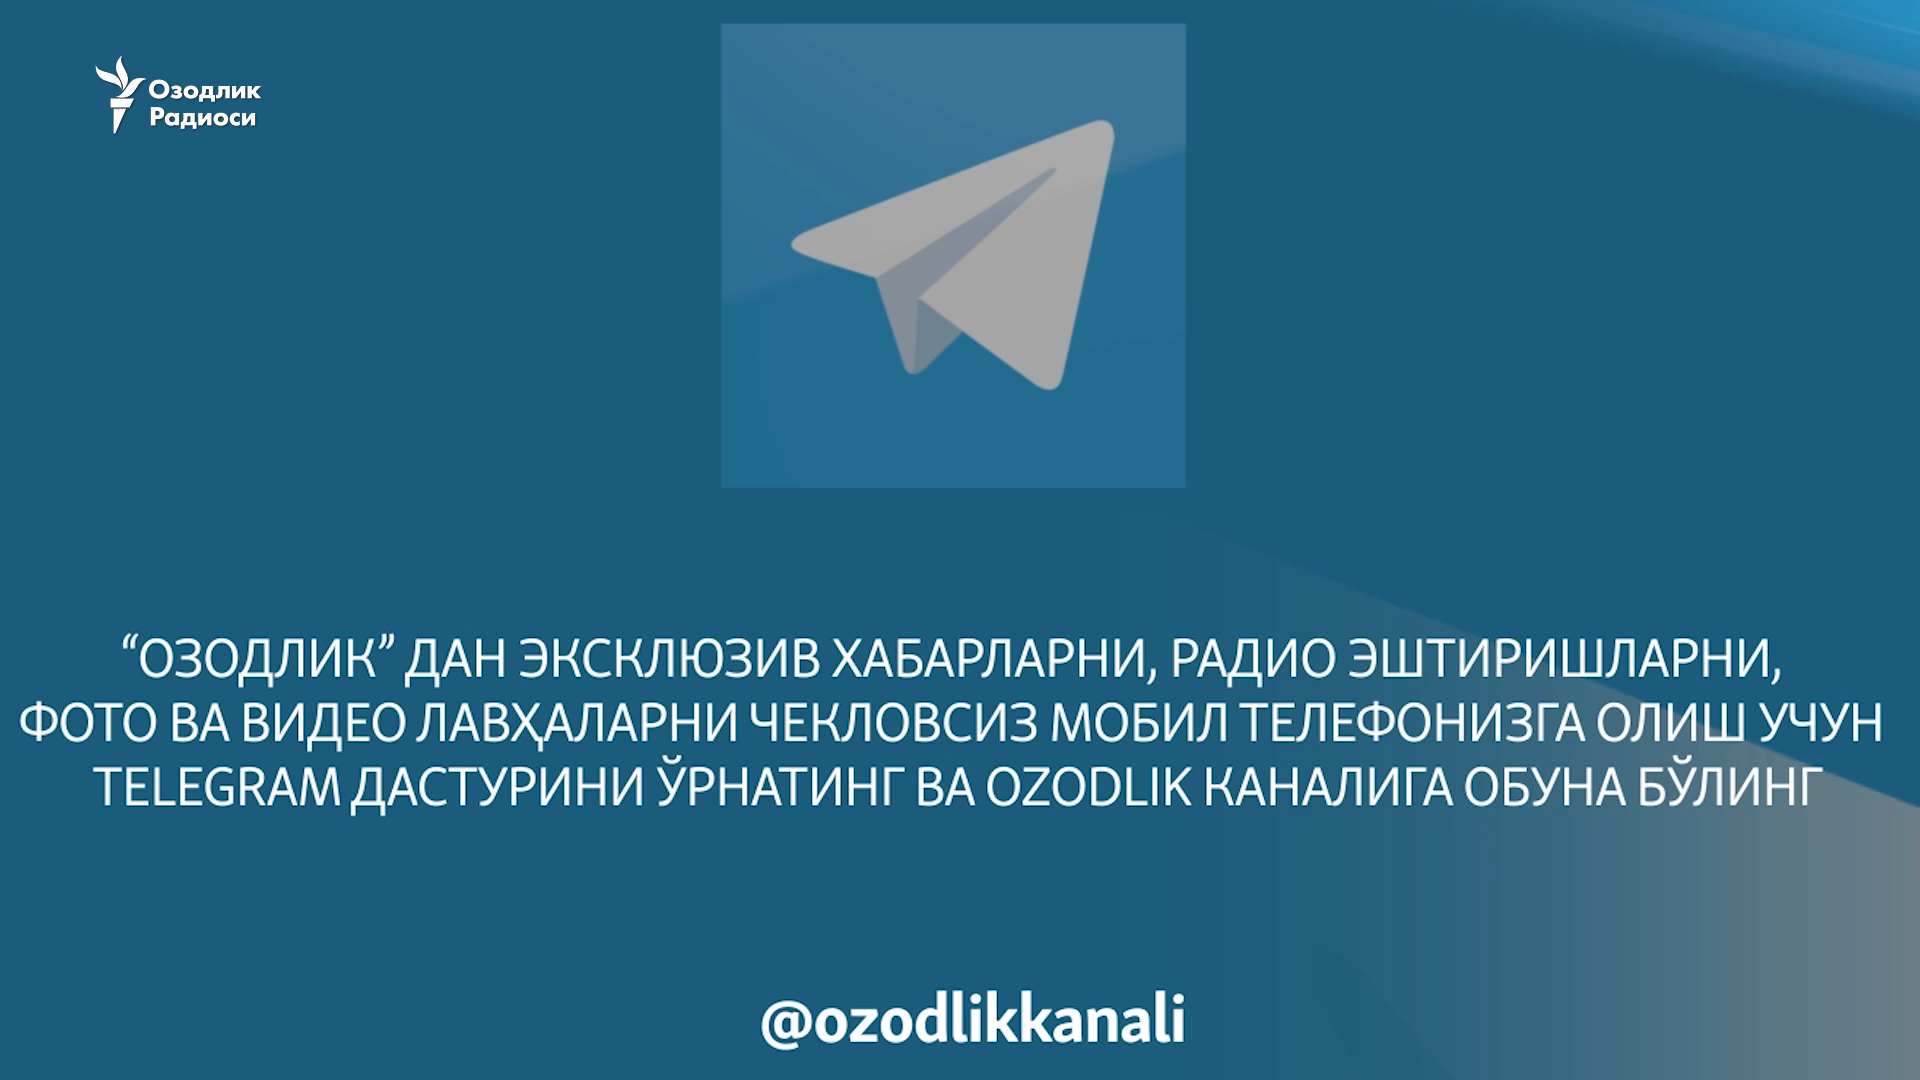 Озодлик
Радиоси
“ОЗОДЛИК” ДАН ЭКСКЛЮЗИВ ХАБАРЛАРНИ, РАДИО ЭШТИРИШЛАРНИ,
ФОТО ВА ВИДЕО ЛАВҲАЛАРНИ ЧЕКЛОВСИЗ МОБИЛ ТЕЛЕФОНИЗГА ОЛИШ УЧУН
TELEGRAM ДАСТУРИНИ ЎРНАТИНГ ВА OZODLIK КАНАЛИГА ОБУНА БЎЛИНГ
@ozodlikkanali